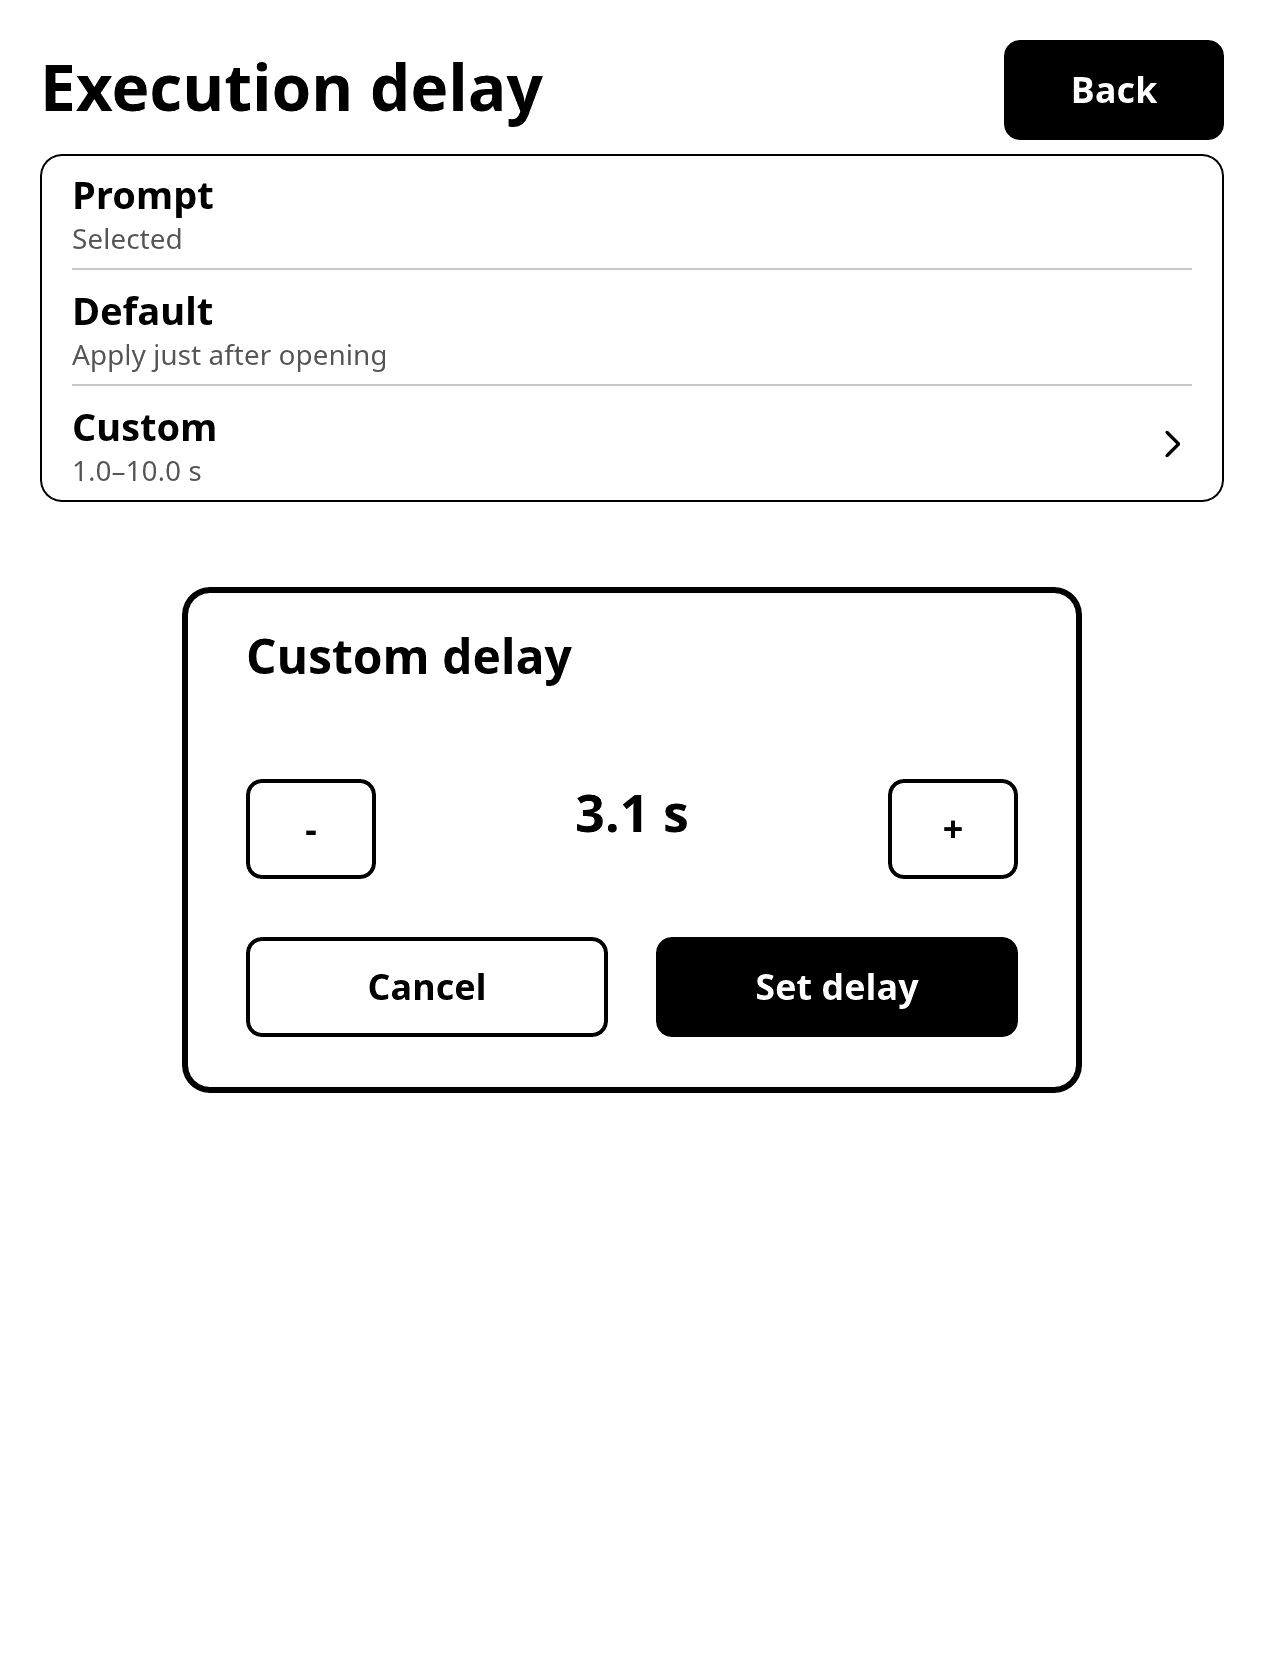 Execution delay
Back
Prompt
Selected
Default
Apply just after opening
Custom
1.0–10.0 s
Custom delay
-
3.1 s
+
Cancel
Set delay